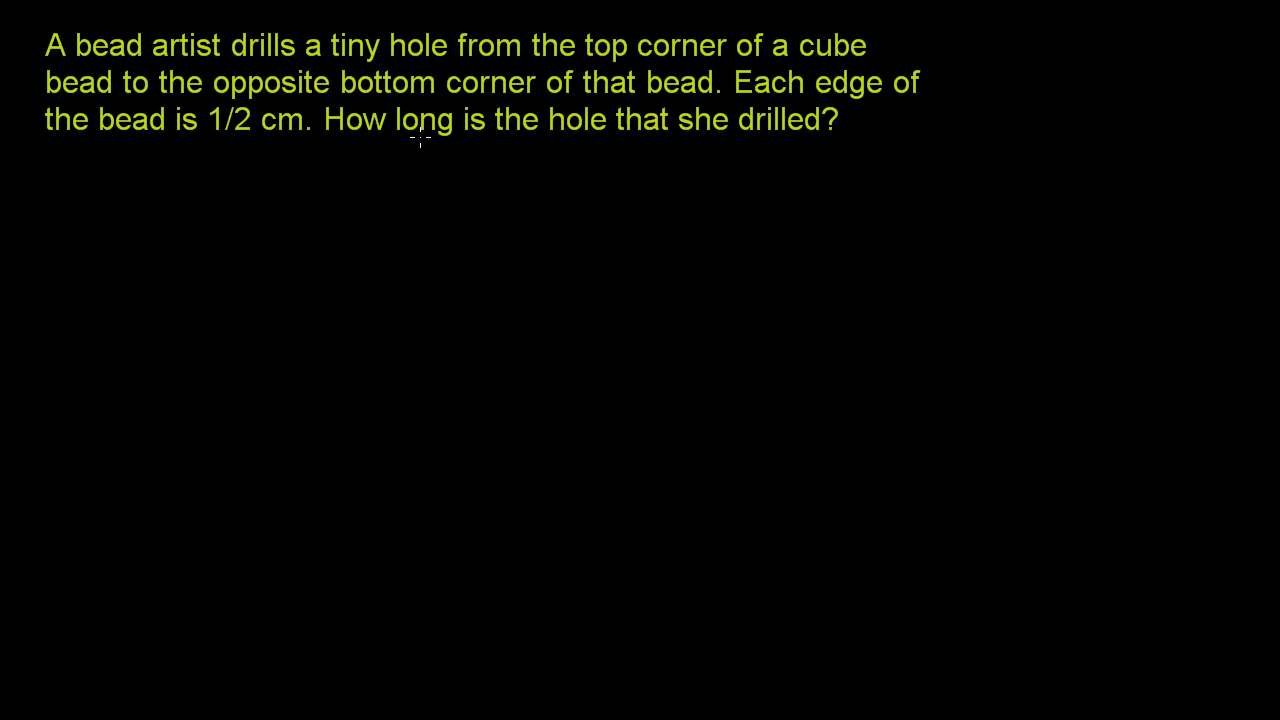 A bead artist drills a tiny hole from the top corner of a cube
bead to the opposite bottom corner of that bead. Each edge of
the bead is 1/2 cm. How long is the hole that she drilled?